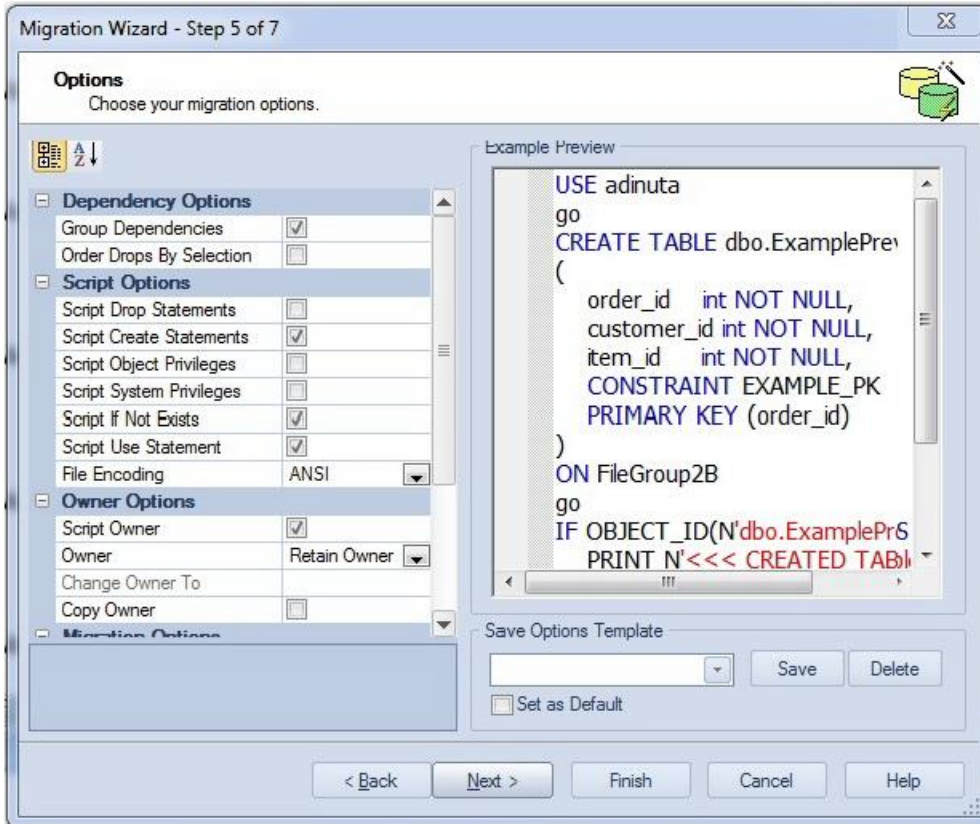 Migration Wizard - Step 5 of 7
Options
Choose your migration options.
Dependency Options
Group Dependencies
Order Drops By Selection
Script Options
Script Drop Statements
Script Create Statements
Script Object Privileges
Script System Privileges
Script If Not Exists
Script Use Statement
File Encoding ANSI
Owner Options
Script Owner
Owner Retain Owner
Change Owner To
Copy Owner
Migration Options
Example Preview
USE adinuta
go
CREATE TABLE dbo.ExamplePrev
(
order_id int NOT NULL,
customer_id int NOT NULL,
item_id int NOT NULL,
CONSTRAINT EXAMPLE_PK
PRIMARY KEY (order_id)
)
ON FileGroup2B
go
IF OBJECT_ID(N'dbo.ExamplePr
PRINT N'<<< CREATED TAB
Save Options Template
Save Delete
Set as Default
< Back Next > Finish Cancel Help